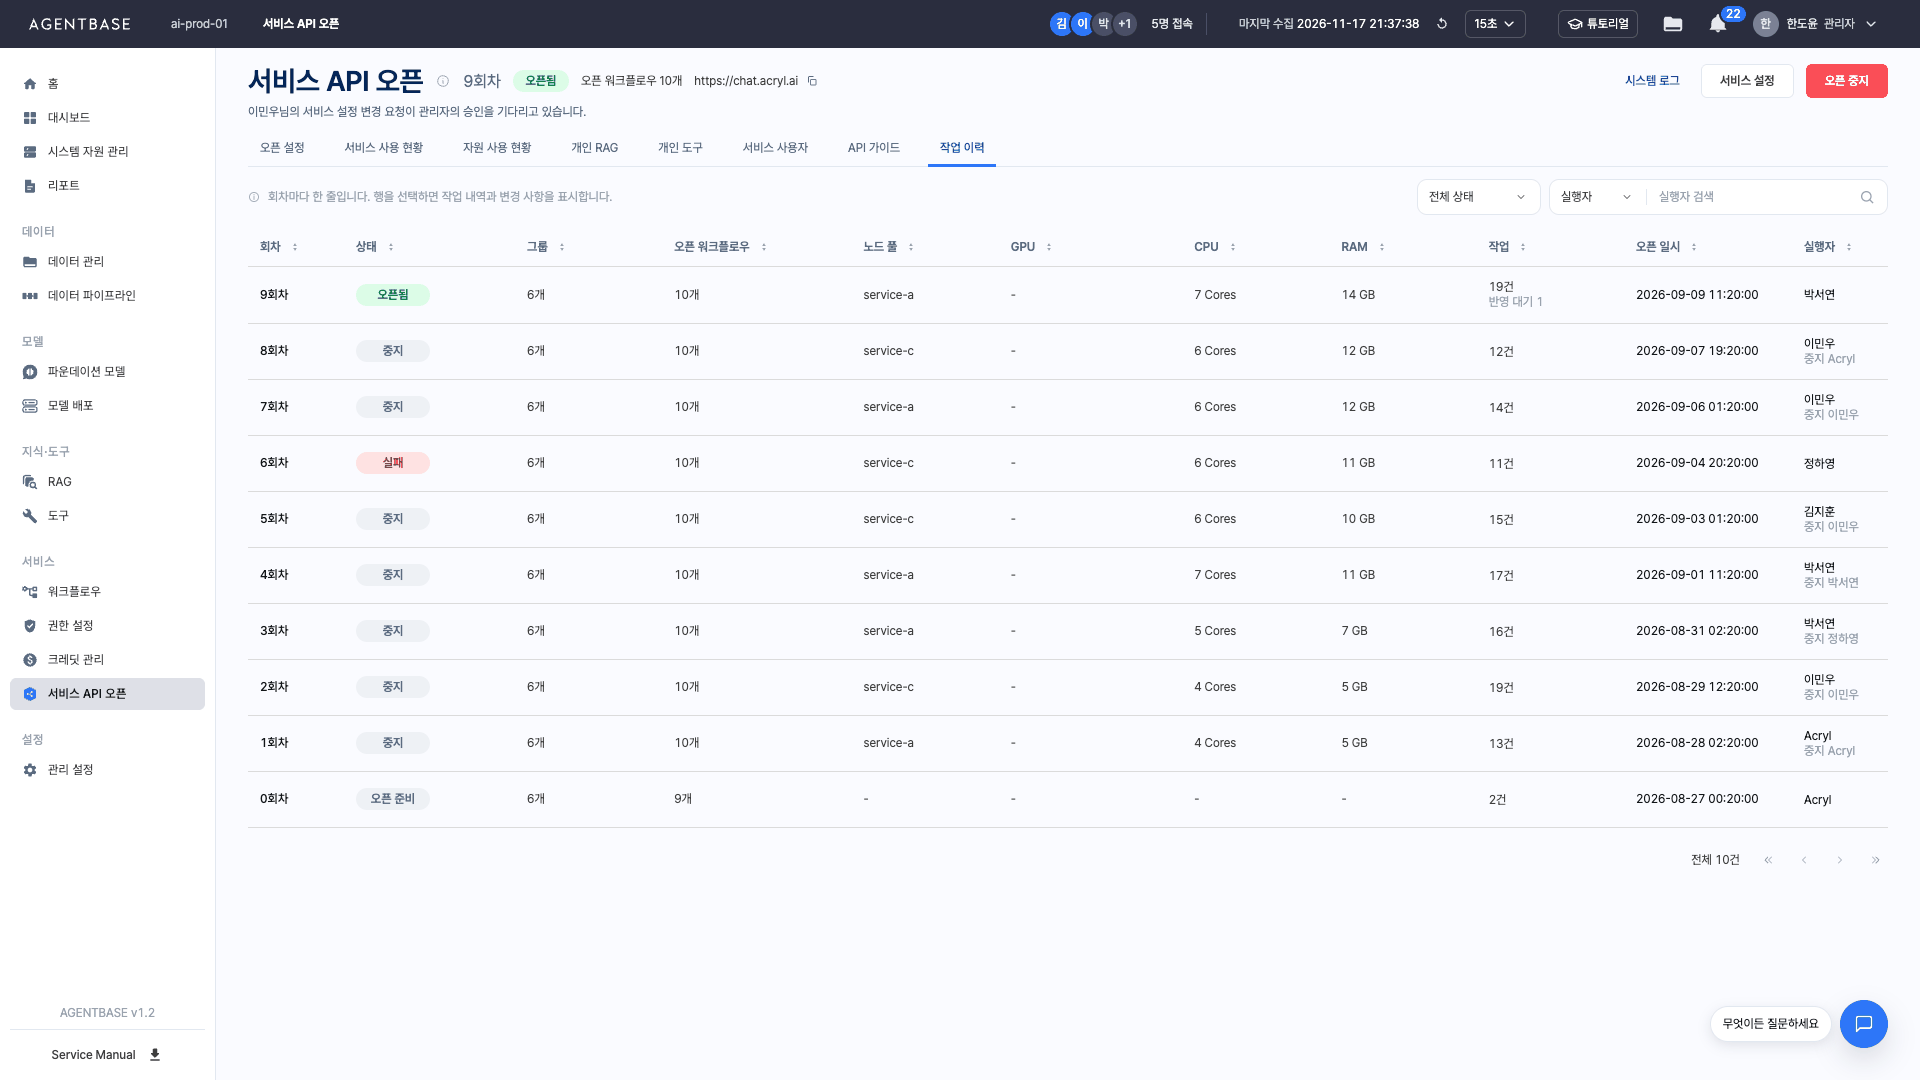 AGENTBASE ai-prod-01 서비스 API 오픈 김 이 박 +1 5명 접속 마지막 수집 2026-11-17 21:37:38 15초 튜토리얼 22 한 한도윤 관리자
홈
대시보드
시스템 자원 관리
리포트
데이터
데이터 관리
데이터 파이프라인
모델
파운데이션 모델
모델 배포
지식·도구
RAG
도구
서비스
워크플로우
권한 설정
크레딧 관리
서비스 API 오픈
설정
관리 설정
AGENTBASE v1.2
Service Manual
서비스 API 오픈 9회차 오픈됨 오픈 워크플로우 10개 https://chat.acryl.ai 시스템 로그 서비스 설정 오픈 중지
이민우님의 서비스 설정 변경 요청이 관리자의 승인을 기다리고 있습니다.
오픈 설정 서비스 사용 현황 자원 사용 현황 개인 RAG 개인 도구 서비스 사용자 API 가이드 작업 이력
회차마다 한 줄입니다. 행을 선택하면 작업 내역과 변경 사항을 표시합니다. 전체 상태 실행자 실행자 검색
회차 상태 그룹 오픈 워크플로우 노드 풀 GPU CPU RAM 작업 오픈 일시 실행자
9회차 오픈됨 6개 10개 service-a - 7 Cores 14 GB 19건 2026-09-09 11:20:00 박서연
반영 대기 1
8회차 중지 6개 10개 service-c - 6 Cores 12 GB 12건 2026-09-07 19:20:00 이민우
중지 Acryl
7회차 중지 6개 10개 service-a - 6 Cores 12 GB 14건 2026-09-06 01:20:00 이민우
중지 이민우
6회차 실패 6개 10개 service-c - 6 Cores 11 GB 11건 2026-09-04 20:20:00 정하영
5회차 중지 6개 10개 service-c - 6 Cores 10 GB 15건 2026-09-03 01:20:00 김지훈
중지 이민우
4회차 중지 6개 10개 service-a - 7 Cores 11 GB 17건 2026-09-01 11:20:00 박서연
중지 박서연
3회차 중지 6개 10개 service-a - 5 Cores 7 GB 16건 2026-08-31 02:20:00 박서연
중지 정하영
2회차 중지 6개 10개 service-c - 4 Cores 5 GB 19건 2026-08-29 12:20:00 이민우
중지 이민우
1회차 중지 6개 10개 service-a - 4 Cores 5 GB 13건 2026-08-28 02:20:00 Acryl
중지 Acryl
0회차 오픈 준비 6개 9개 - - - - 2건 2026-08-27 00:20:00 Acryl
전체 10건
무엇이든 질문하세요